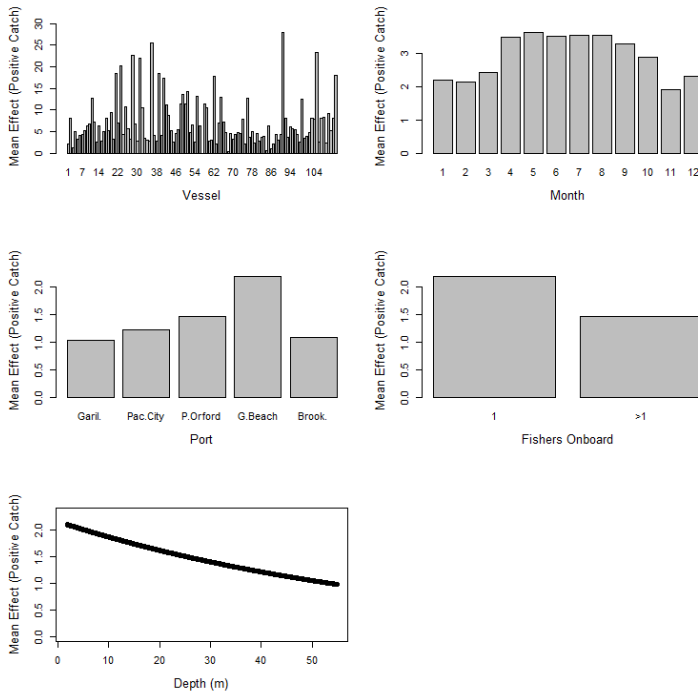 Mean Effect (Positive Catch)
30
25
20
15
10
5
0
1 7 14 22 30 38 46 54 62 70 78 86 94 104
Vessel
Mean Effect (Positive Catch)
3
2
1
0
1 2 3 4 5 6 7 8 9 10 11 12
Month
Mean Effect (Positive Catch)
2.0
1.5
1.0
0.5
0.0
Garil. Pac.City P.Orford G.Beach Brook.
Port
Mean Effect (Positive Catch)
2.0
1.5
1.0
0.5
0.0
1 >1
Fishers Onboard
Mean Effect (Positive Catch)
2.0
1.5
1.0
0.5
0.0
0 10 20 30 40 50
Depth (m)